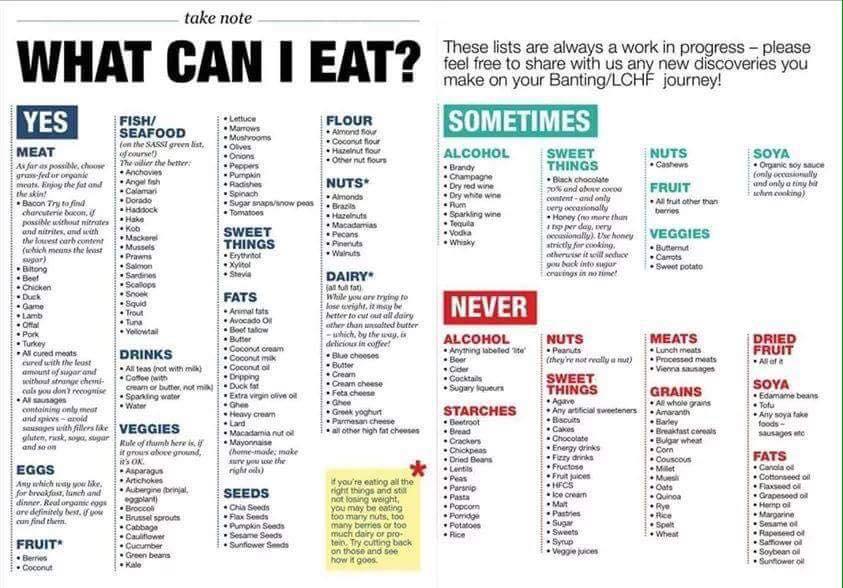 take note
WHAT CAN I EAT?
These lists are always a work in progress – please
feel free to share with us any new discoveries you
make on your Banting/LCHF journey!
YES
MEAT
As far as possible, choose
grass-fed or organic
meats. Enjoy the fat and
the skin!
• Bacon Try to find
charcuterie bacon, if
possible without nitrates
and nitrites, and with
the lowest carb content
(which means the least
sugar)
• Biltong
• Beef
• Chicken
• Duck
• Game
• Lamb
• Offal
• Pork
• Turkey
• All cured meats
cured with the least
amount of sugar and
without strange chemi-
cals you don't recognise
• All sausages
containing only meat
and spices – avoid
sausages with fillers like
gluten, rusk, soya, sugar
and so on
EGGS
Any which way you like,
for breakfast, lunch and
dinner. Real organic eggs
are definitely best, if you
can find them.
FRUIT*
• Berries
• Coconut
FISH/
SEAFOOD
(on the SASSI green list,
of course!)
The oilier the better:
• Anchovies
• Angel fish
• Calamari
• Dorado
• Haddock
• Hake
• Kob
• Mackerel
• Mussels
• Prawns
• Salmon
• Sardines
• Scallops
• Snoek
• Squid
• Trout
• Tuna
• Yellowtail
DRINKS
• All teas (not with milk)
• Coffee (with
cream or butter, not milk)
• Sparkling water
• Water
VEGGIES
Rule of thumb here is, if
it grows above ground,
it's OK.
• Asparagus
• Artichokes
• Aubergine (brinjal,
eggplant)
• Broccoli
• Brussel sprouts
• Cabbage
• Cauliflower
• Cucumber
• Green beans
• Kale
• Lettuce
• Marrows
• Mushrooms
• Olives
• Onions
• Peppers
• Pumpkin
• Radishes
• Spinach
• Sugar snaps/snow peas
• Tomatoes
SWEET
THINGS
• Erythritol
• Xylitol
• Stevia
FATS
• Animal fats
• Avocado Oil
• Beef tallow
• Butter
• Coconut cream
• Coconut milk
• Coconut oil
• Dripping
• Duck fat
• Extra virgin olive oil
• Ghee
• Heavy cream
• Lard
• Macadamia nut oil
• Mayonnaise
(home-made; make
sure you use the
right oils)
SEEDS
• Chia Seeds
• Flax Seeds
• Pumpkin Seeds
• Sesame Seeds
• Sunflower Seeds
FLOUR
• Almond flour
• Coconut flour
• Hazelnut flour
• Other nut flours
NUTS*
• Almonds
• Brazils
• Hazelnuts
• Macadamias
• Pecans
• Pinenuts
• Walnuts
DAIRY*
(all full fat).
While you are trying to
lose weight, it may be
better to cut out all dairy
other than unsalted butter
– which, by the way, is
delicious in coffee!
• Blue cheeses
• Butter
• Cream
• Cream cheese
• Feta cheese
• Ghee
• Greek yoghurt
• Parmesan cheese
• all other high fat cheeses
*
if you're eating all the
right things and still
not losing weight,
you may be eating
too many nuts, too
many berries or too
much dairy or pro-
tein. Try cutting back
on those and see
how it goes.
SOMETIMES
ALCOHOL
• Brandy
• Champagne
• Dry red wine
• Dry white wine
• Rum
• Sparkling wine
• Tequila
• Vodka
• Whisky
SWEET
THINGS
• Black chocolate
70% and above cocoa
content – and only
very occasionally
• Honey (no more than
1 tsp per day, very
occasionally). Use honey
strictly for cooking,
otherwise it will seduce
you back into sugar
cravings in no time!
NUTS
• Cashews
FRUIT
• All fruit other than
berries
VEGGIES
• Butternut
• Carrots
• Sweet potato
SOYA
• Organic soy sauce
(only occasionally
and only a tiny bit
when cooking)
NEVER
ALCOHOL
• Anything labelled 'lite'
• Beer
• Cider
• Cocktails
• Sugary liqueurs
STARCHES
• Beetroot
• Bread
• Crackers
• Chickpeas
• Dried Beans
• Lentils
• Peas
• Parsnip
• Pasta
• Popcorn
• Porridge
• Potatoes
• Rice
NUTS
• Peanuts
(they're not really a nut)
SWEET
THINGS
• Agave
• Any artificial sweeteners
• Biscuits
• Cakes
• Chocolate
• Energy drinks
• Fizzy drinks
• Fructose
• Fruit juices
• HFCS
• Ice cream
• Malt
• Pastries
• Sugar
• Sweets
• Syrup
• Veggie juices
MEATS
• Lunch meats
• Processed meats
• Vienna sausages
GRAINS
• All whole grains
• Amaranth
• Barley
• Breakfast cereals
• Bulgar wheat
• Corn
• Couscous
• Millet
• Muesli
• Oats
• Quinoa
• Rye
• Rice
• Spelt
• Wheat
DRIED
FRUIT
• All of it
SOYA
• Edamame beans
• Tofu
• Any soya fake
foods –
sausages etc
FATS
• Canola oil
• Cottonseed oil
• Flaxseed oil
• Grapeseed oil
• Hemp oil
• Margarine
• Sesame oil
• Rapeseed oil
• Safflower oil
• Soybean oil
• Sunflower oil